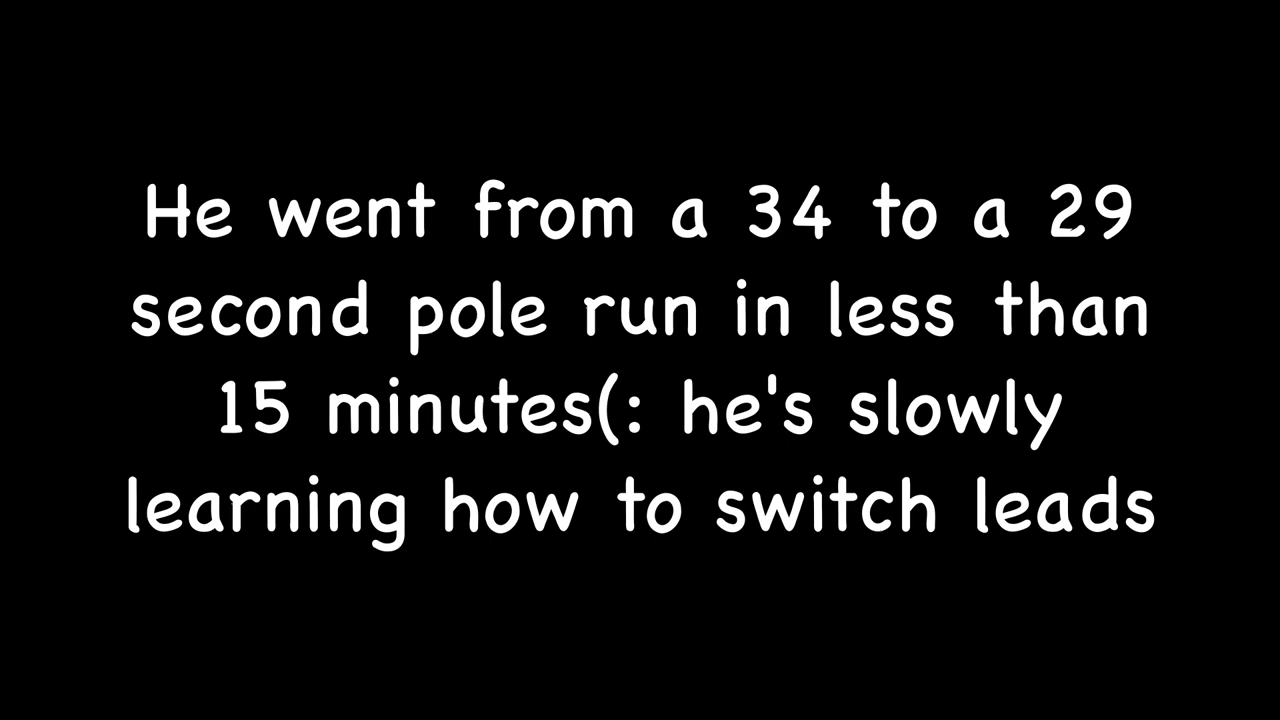 He went from a 34 to a 29
second pole run in less than
15 minutes(: he's slowly
learning how to switch leads